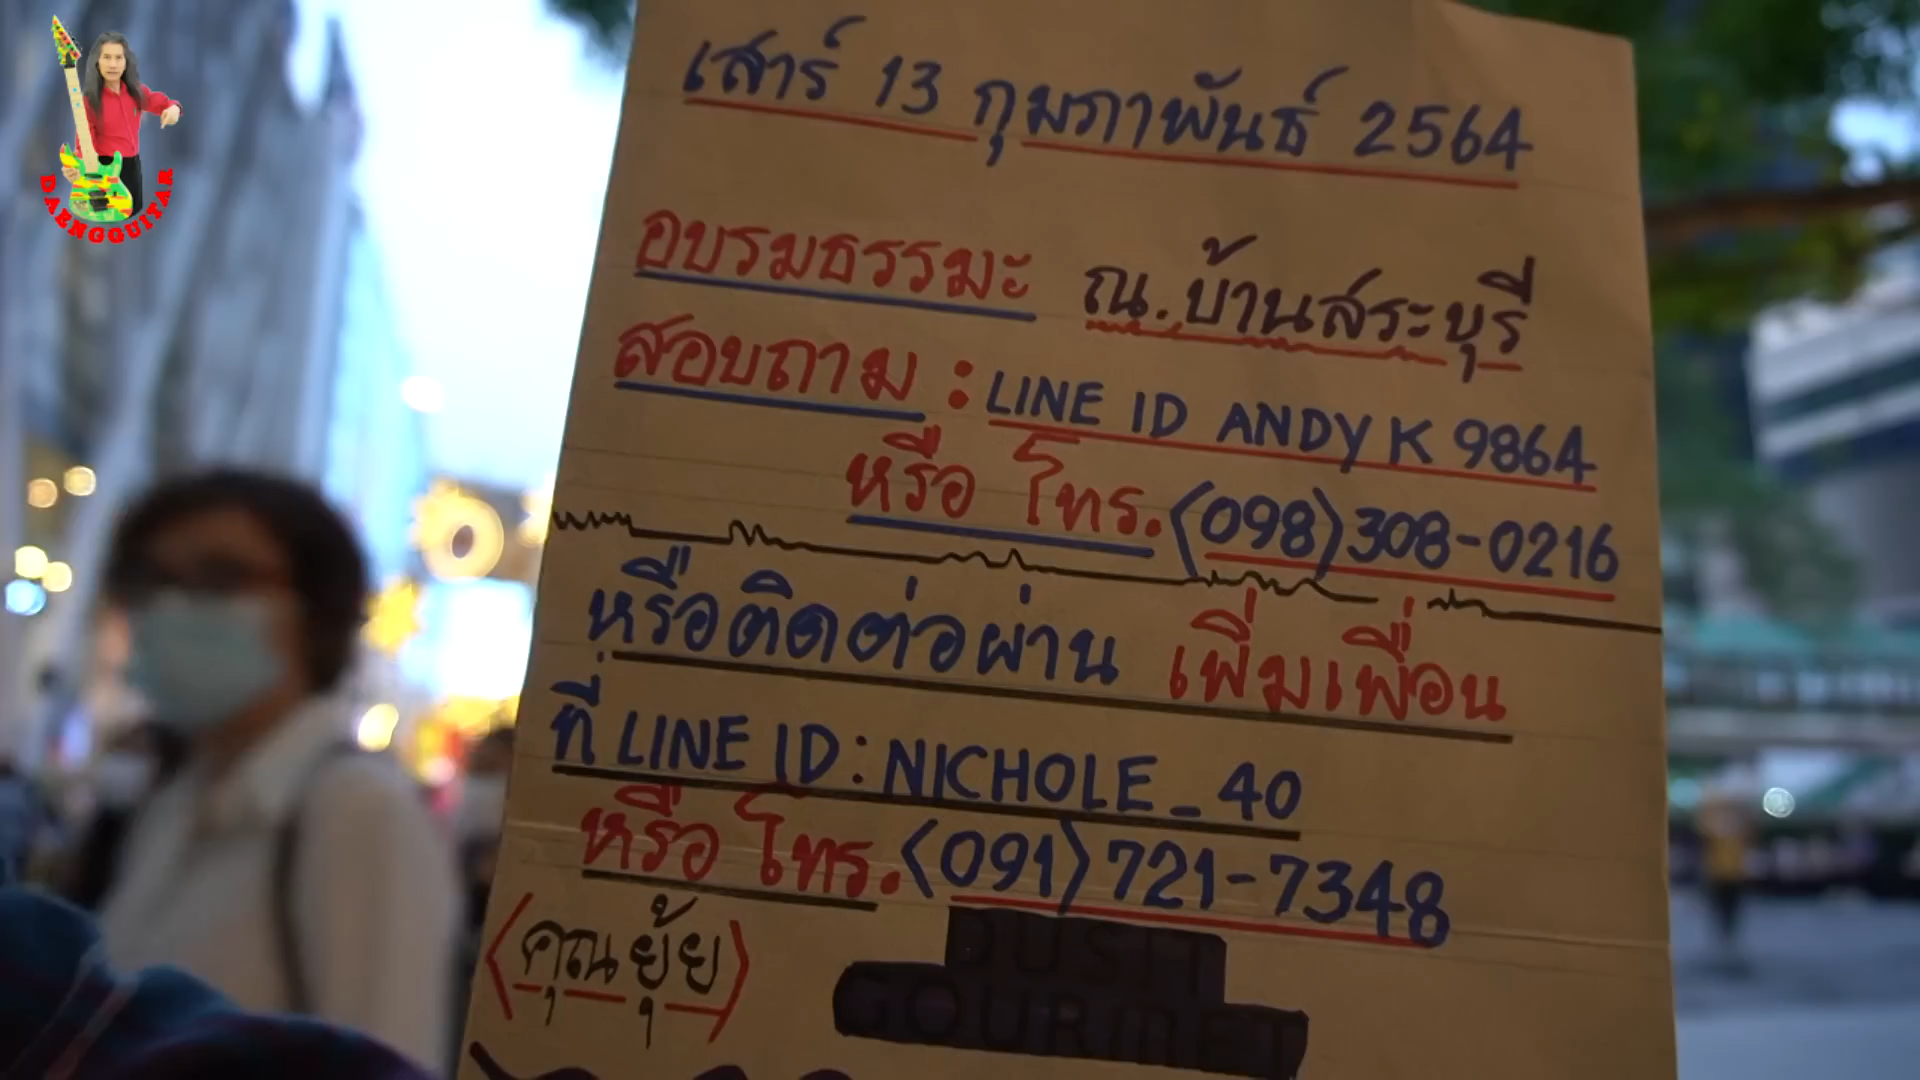 DAENGGUITAR
เสาร์ 13 กุมภาพันธ์ 2564
อบรมธรรมะ ณ.บ้านสระบุรี
สอบถาม : LINE ID ANDYK 9864
หรือ โทร. (098) 308-0216
หรือติดต่อผ่าน เพิ่มเพื่อน
ที่ LINE ID : NICHOLE_40
หรือ โทร. (091) 721-7348
(คุณยุ้ย)
DUSIT
GOURMET